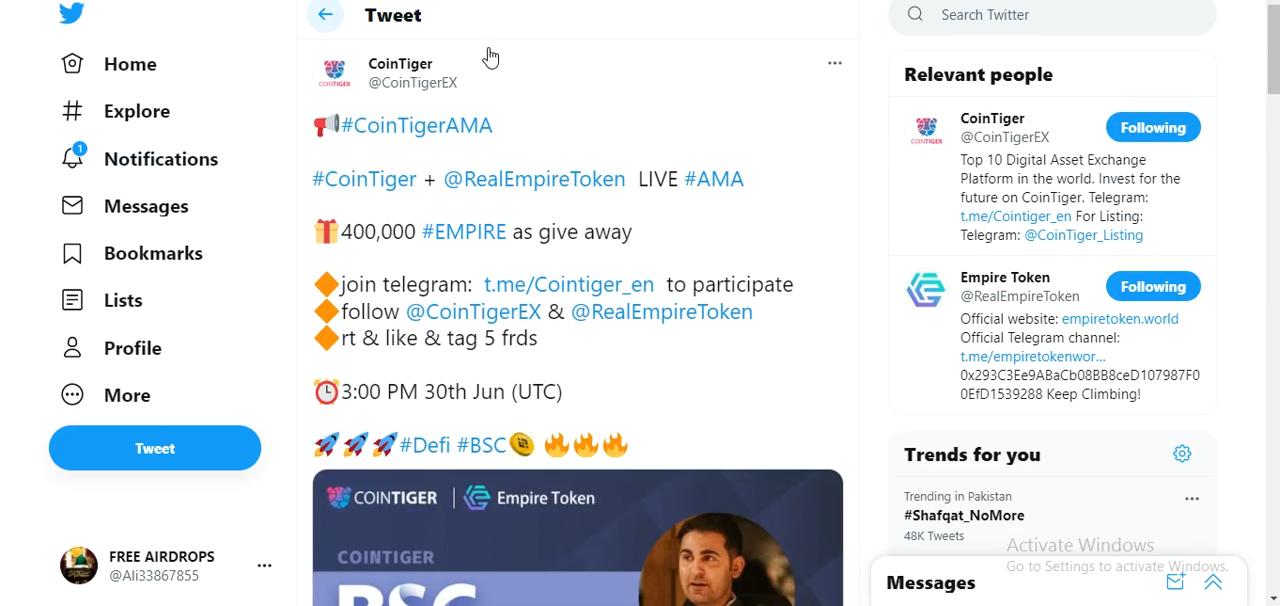 Home
Explore
1
Notifications
Messages
Bookmarks
Lists
Profile
More
Tweet
FREE AIRDROPS
@Ali33867855
Tweet
COINTIGER
CoinTiger
@CoinTigerEX
#CoinTigerAMA
#CoinTiger + @RealEmpireToken LIVE #AMA
400,000 #EMPIRE as give away
join telegram: t.me/Cointiger_en to participate
follow @CoinTigerEX & @RealEmpireToken
rt & like & tag 5 frds
3:00 PM 30th Jun (UTC)
#Defi #BSC
COINTIGER | Empire Token
COINTIGER
BSC
Search Twitter
Relevant people
COINTIGER
CoinTiger
@CoinTigerEX
Following
Top 10 Digital Asset Exchange
Platform in the world. Invest for the
future on CoinTiger. Telegram:
t.me/Cointiger_en For Listing:
Telegram: @CoinTiger_Listing
Empire Token
@RealEmpireToken
Following
Official website: empiretoken.world
Official Telegram channel:
t.me/empiretokenwor...
0x293C3Ee9ABaCb08BB8ceD107987F0
0EfD1539288 Keep Climbing!
Trends for you
Trending in Pakistan
#Shafqat_NoMore
48K Tweets
Activate Windows
Go to Settings to activate Windows.
Messages